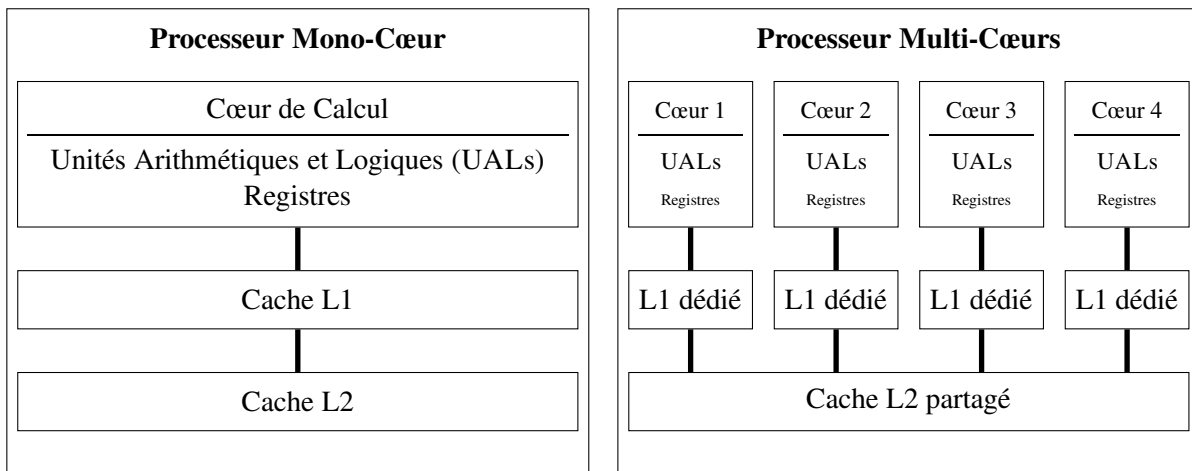 Processeur Mono-Cœur
Cœur de Calcul
Unités Arithmétiques et Logiques (UALs)
Registres
Cache L1
Cache L2
Processeur Multi-Cœurs
Cœur 1
UALs
Registres
L1 dédié
Cœur 2
UALs
Registres
L1 dédié
Cœur 3
UALs
Registres
L1 dédié
Cœur 4
UALs
Registres
L1 dédié
Cache L2 partagé